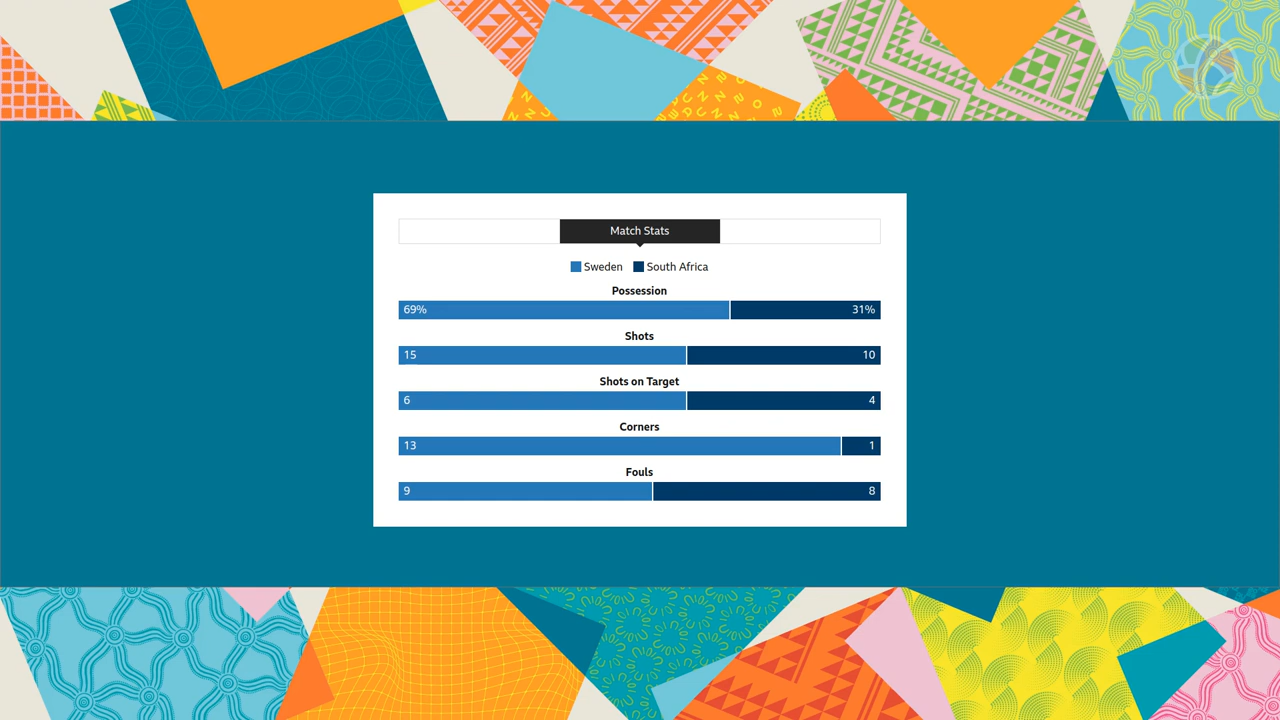 Match Stats
Sweden South Africa
Possession
69% 31%
Shots
15 10
Shots on Target
6 4
Corners
13 1
Fouls
9 8